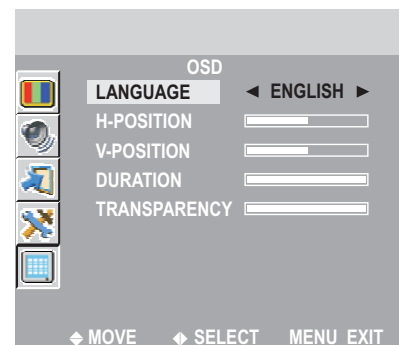 OSD
LANGUAGE ◄ ENGLISH ►
H-POSITION
V-POSITION
DURATION
TRANSPARENCY
MOVE SELECT MENU EXIT